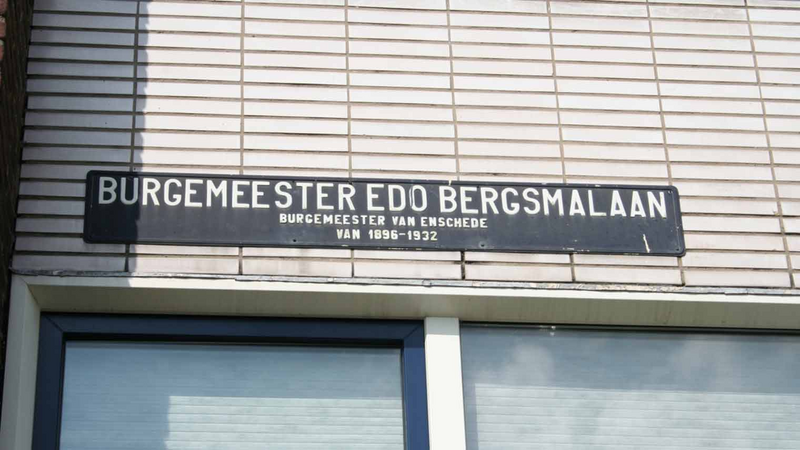 BURGEMEESTER EDO BERGSMALAAN
BURGEMEESTER VAN ENSCHEDE
VAN 1896-1932